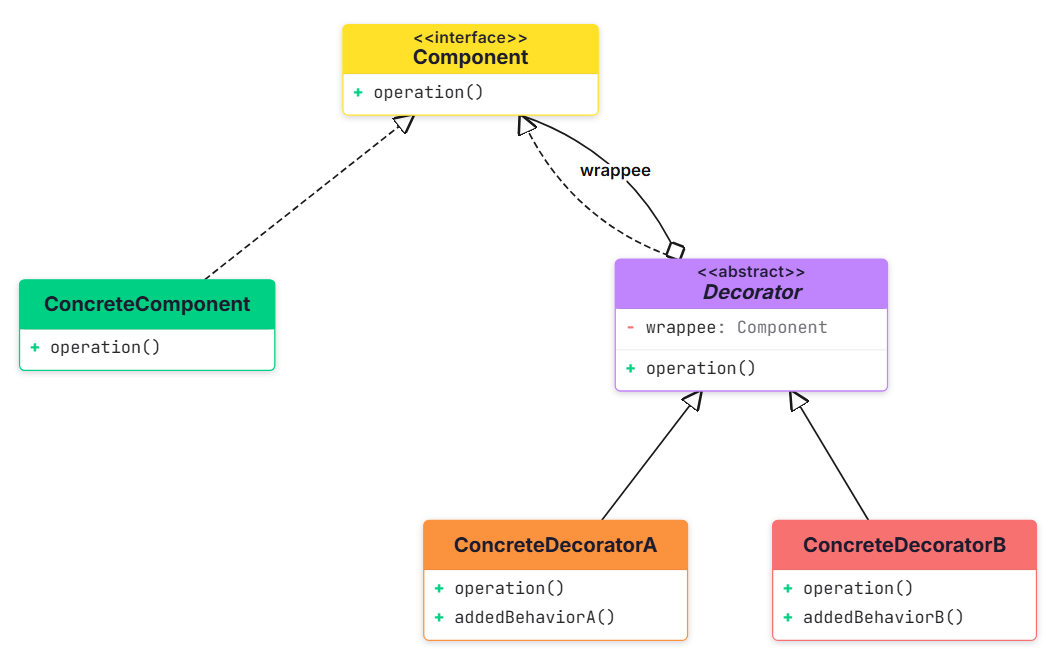 <<interface>>
Component
+ operation()
wrappee
<<abstract>>
Decorator
- wrappee: Component
+ operation()
ConcreteComponent
+ operation()
ConcreteDecoratorA
+ operation()
+ addedBehaviorA()
ConcreteDecoratorB
+ operation()
+ addedBehaviorB()